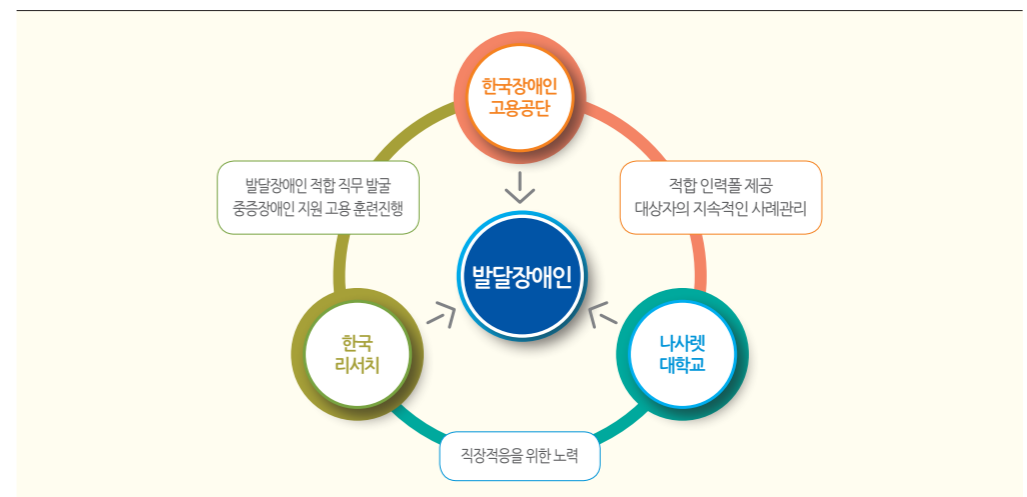 한국장애인
고용공단
발달장애인 적합 직무 발굴
중증장애인 지원 고용 훈련진행
적합 인력폴 제공
대상자의 지속적인 사례관리
발달장애인
한국
리서치
나사렛
대학교
직장적응을 위한 노력